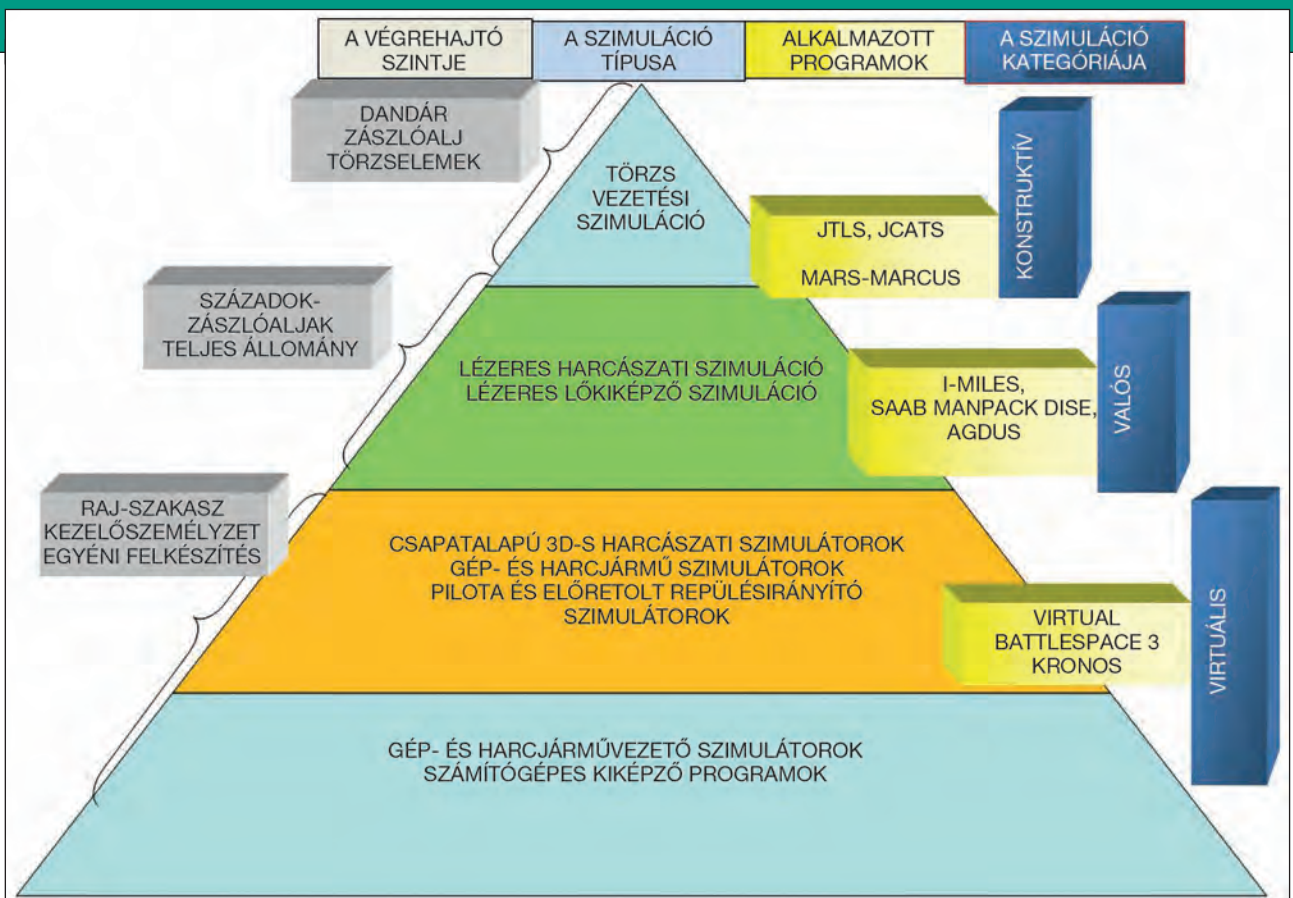 A VÉGREHAJTÓ
SZINTJE
A SZIMULÁCIÓ
TÍPUSA
ALKALMAZOTT
PROGRAMOK
A SZIMULÁCIÓ
KATEGÓRIÁJA
DANDÁR
ZÁSZLÓALJ
TÖRZSELEMEK
TÖRZS
VEZETÉSI
SZIMULÁCIÓ
JTLS, JCATS
MARS-MARCUS
KONSTRUKTÍV
SZÁZADOK-
ZÁSZLÓALJAK
TELJES ÁLLOMÁNY
LÉZERES HARCÁSZATI SZIMULÁCIÓ
LÉZERES LŐKIKÉPZŐ SZIMULÁCIÓ
I-MILES,
SAAB MANPACK DISE,
AGDUS
VALÓS
RAJ-SZAKASZ
KEZELŐSZEMÉLYZET
EGYÉNI FELKÉSZÍTÉS
CSAPATALAPÚ 3D-S HARCÁSZATI SZIMULÁTOROK
GÉP- ÉS HARCJÁRMŰ SZIMULÁTOROK
PILOTA ÉS ELŐRETOLT REPÜLÉSIRÁNYÍTÓ
SZIMULÁTOROK
VIRTUAL
BATTLESPACE 3
KRONOS
VIRTUÁLIS
GÉP- ÉS HARCJÁRMŰVEZETŐ SZIMULÁTOROK
SZÁMÍTÓGÉPES KIKÉPZŐ PROGRAMOK